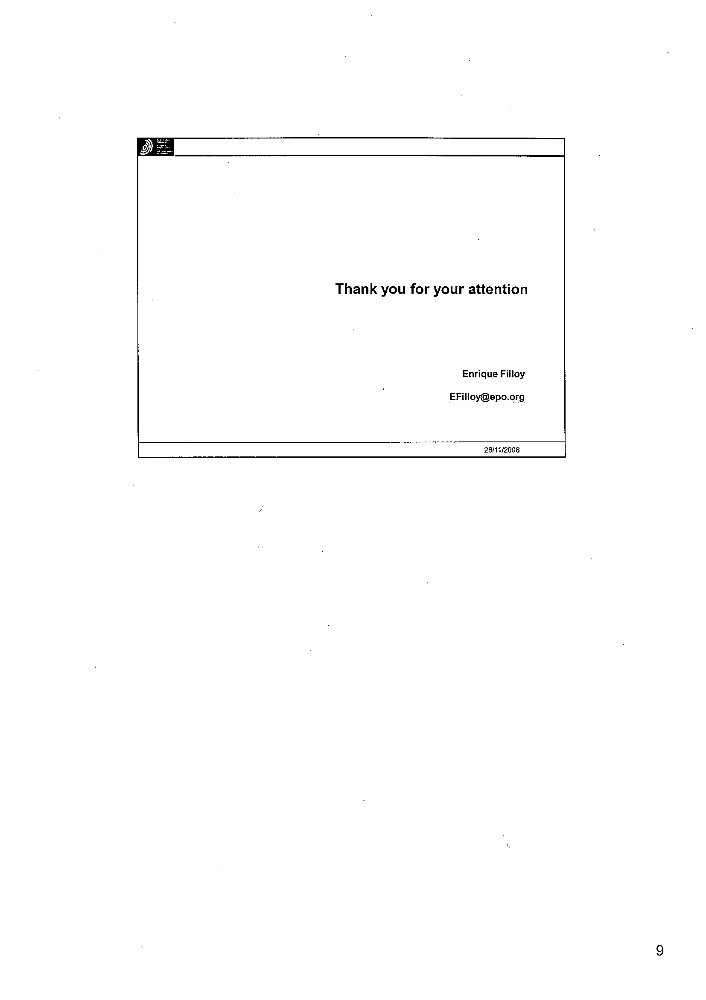 Thank you for your attention
Enrique Filloy
EFilloy@epo.org
28/11/2008
9